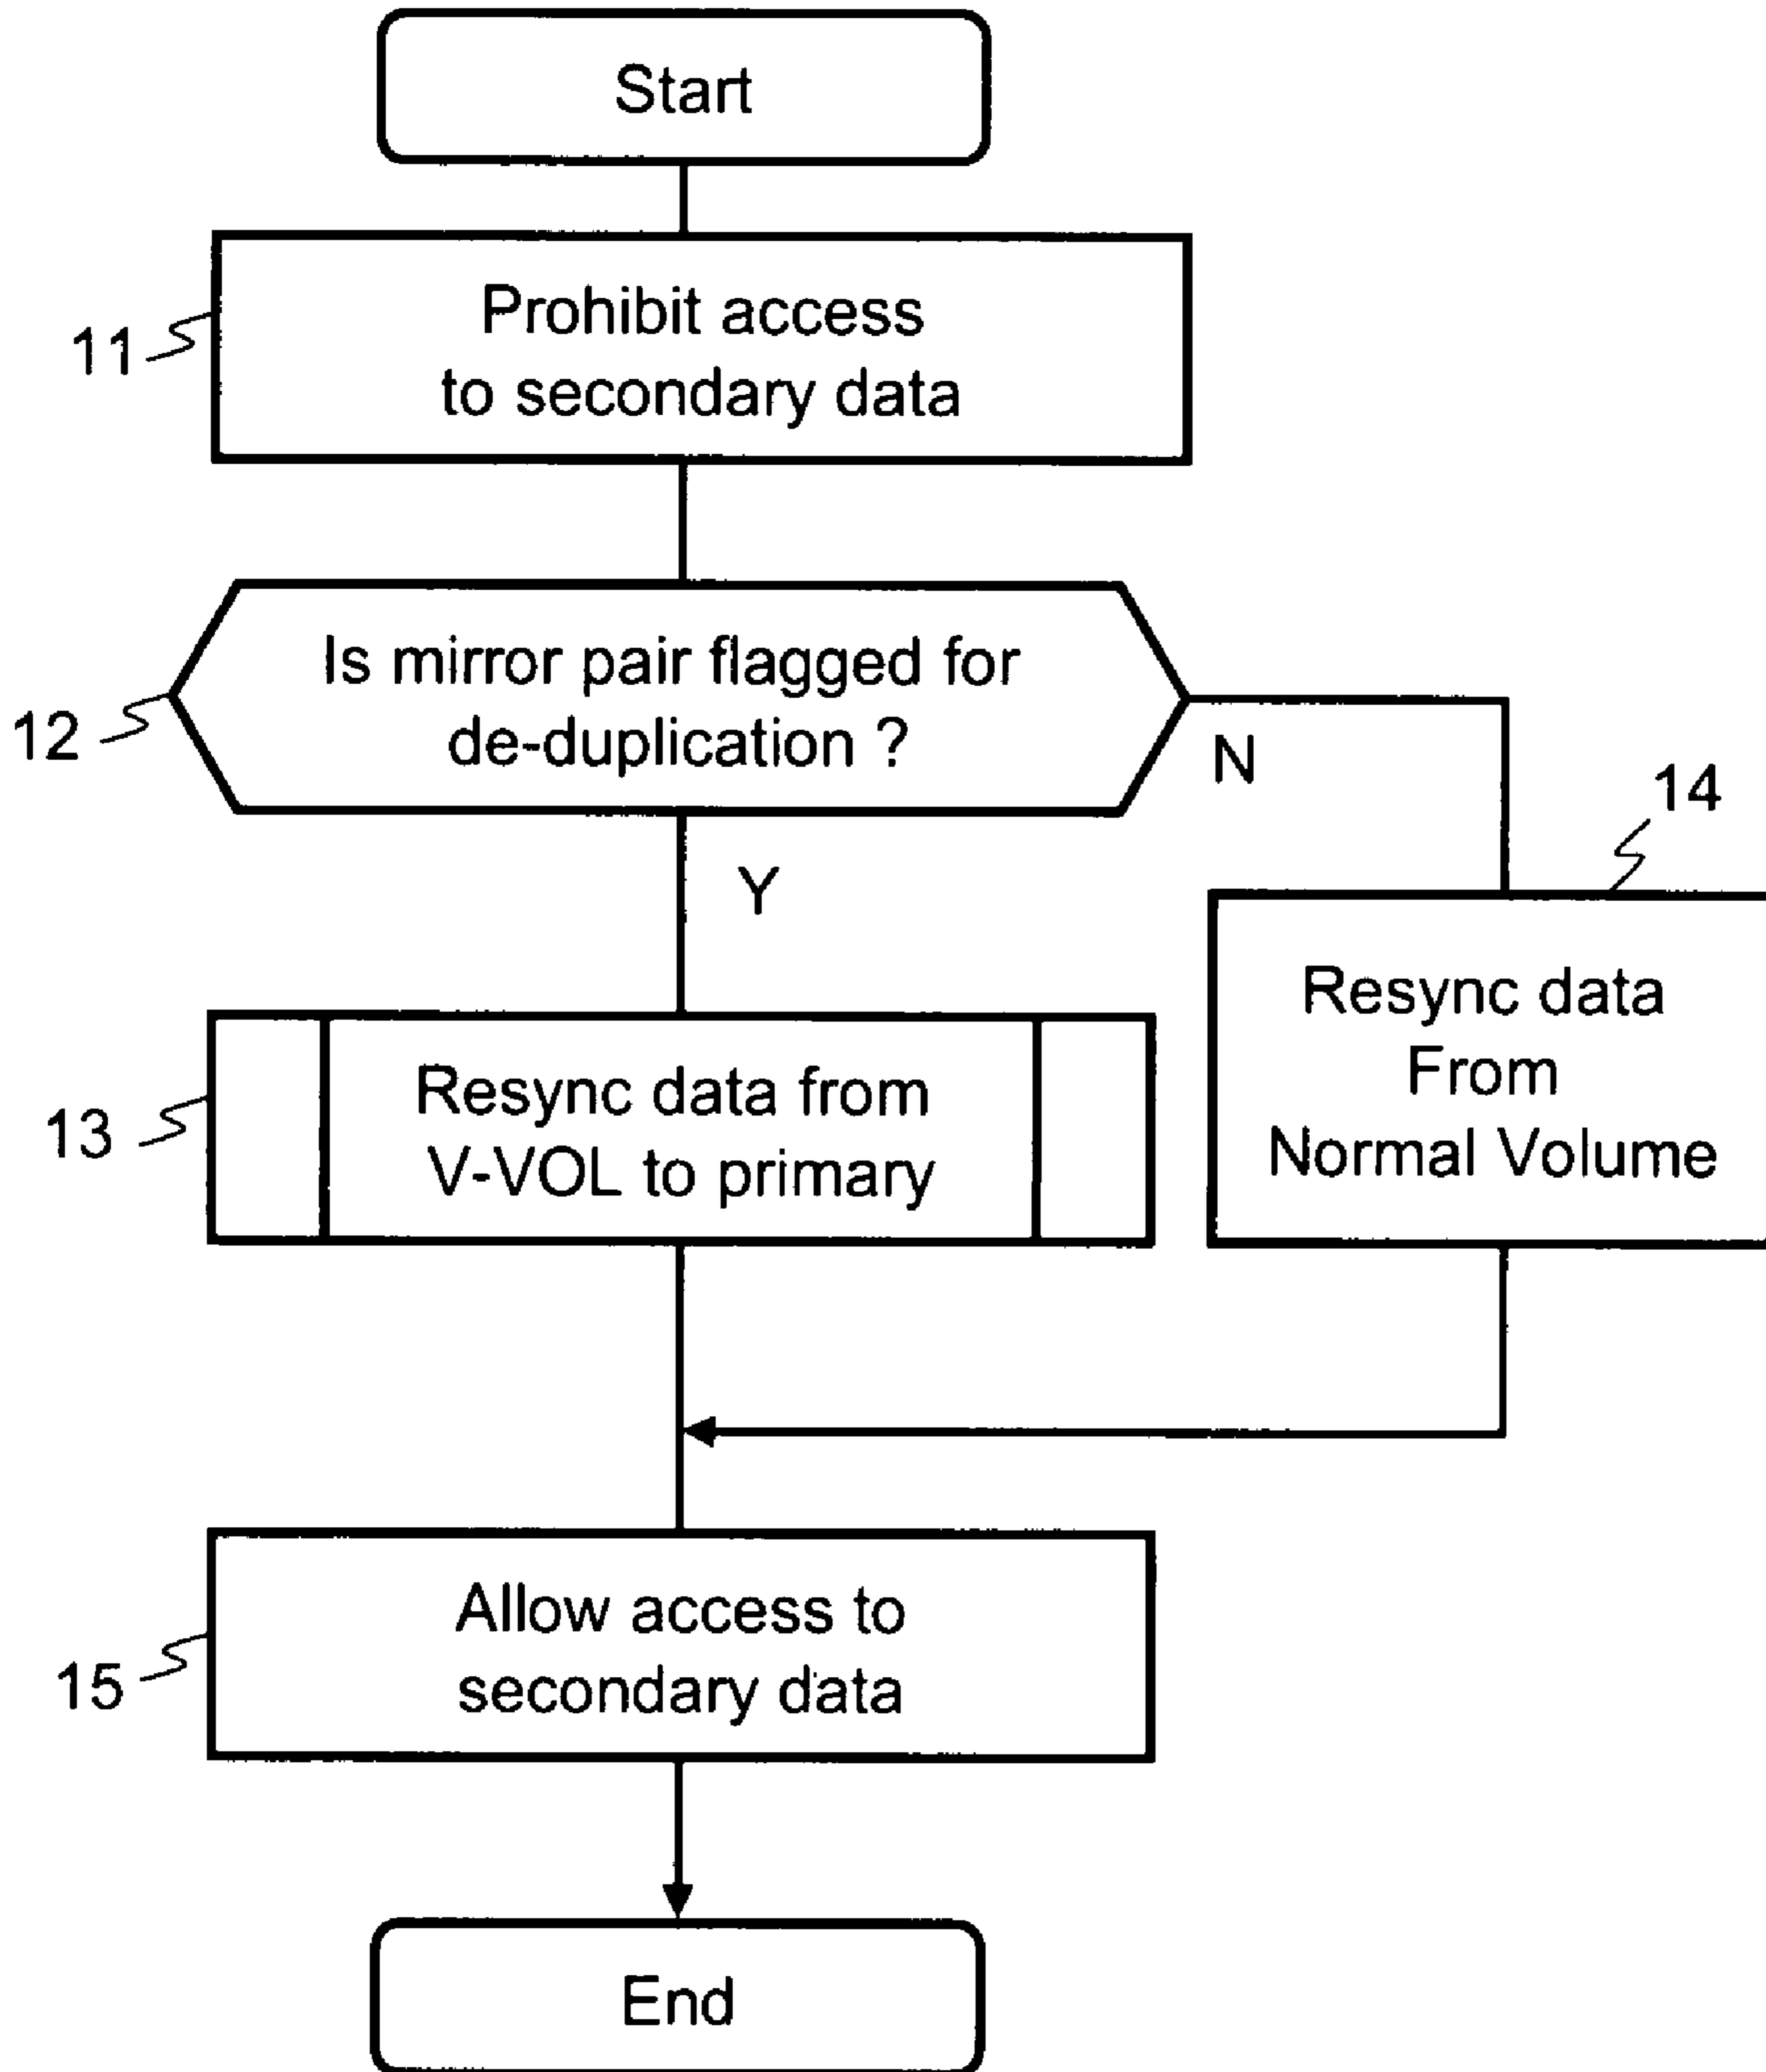 Start
11
Prohibit access
to secondary data
12
Is mirror pair flagged for
de-duplication ?
N
Y
14
Resync data
From
Normal Volume
13
Resync data from
V-VOL to primary
15
Allow access to
secondary data
End